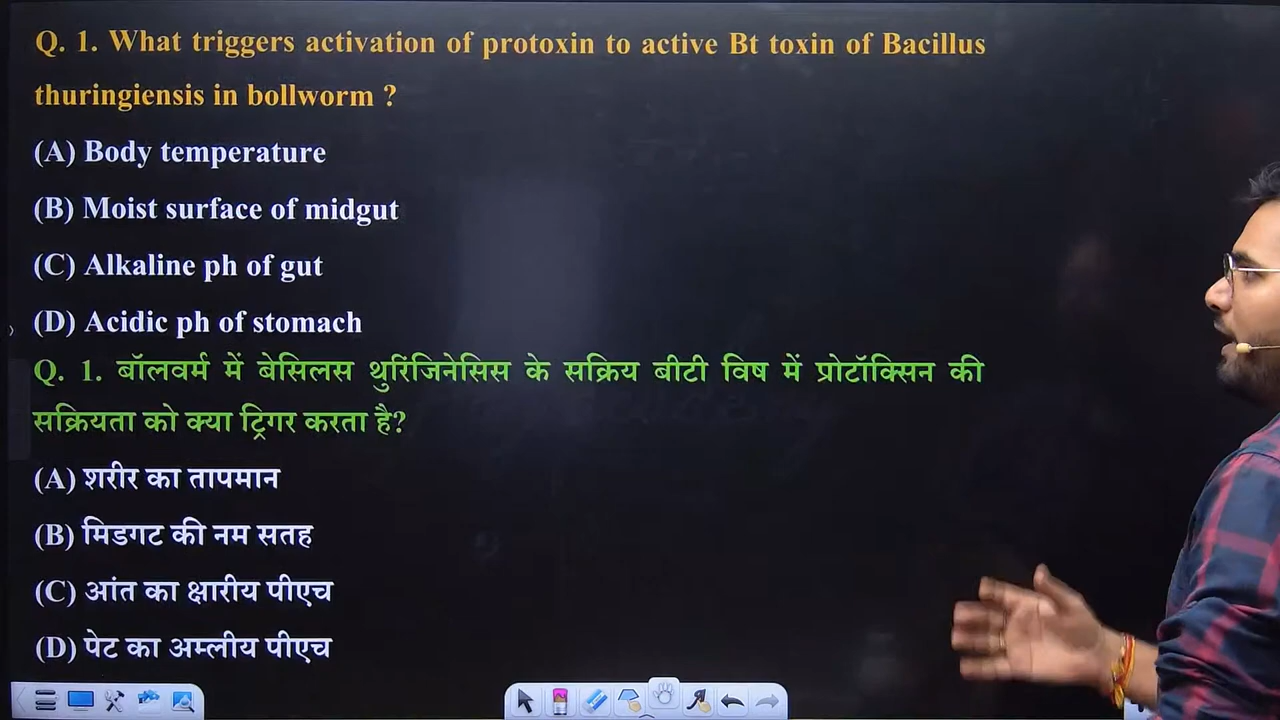 Q. 1. What triggers activation of protoxin to active Bt toxin of Bacillus
thuringiensis in bollworm ?
(A) Body temperature
(B) Moist surface of midgut
(C) Alkaline ph of gut
(D) Acidic ph of stomach
Q. 1. बॉलवर्म में बेसिलस थुरिंजिनेसिस के सक्रिय बीटी विष में प्रोटॉक्सिन की
सक्रियता को क्या ट्रिगर करता है?
(A) शरीर का तापमान
(B) मिडगट की नम सतह
(C) आंत का क्षारीय पीएच
(D) पेट का अम्लीय पीएच